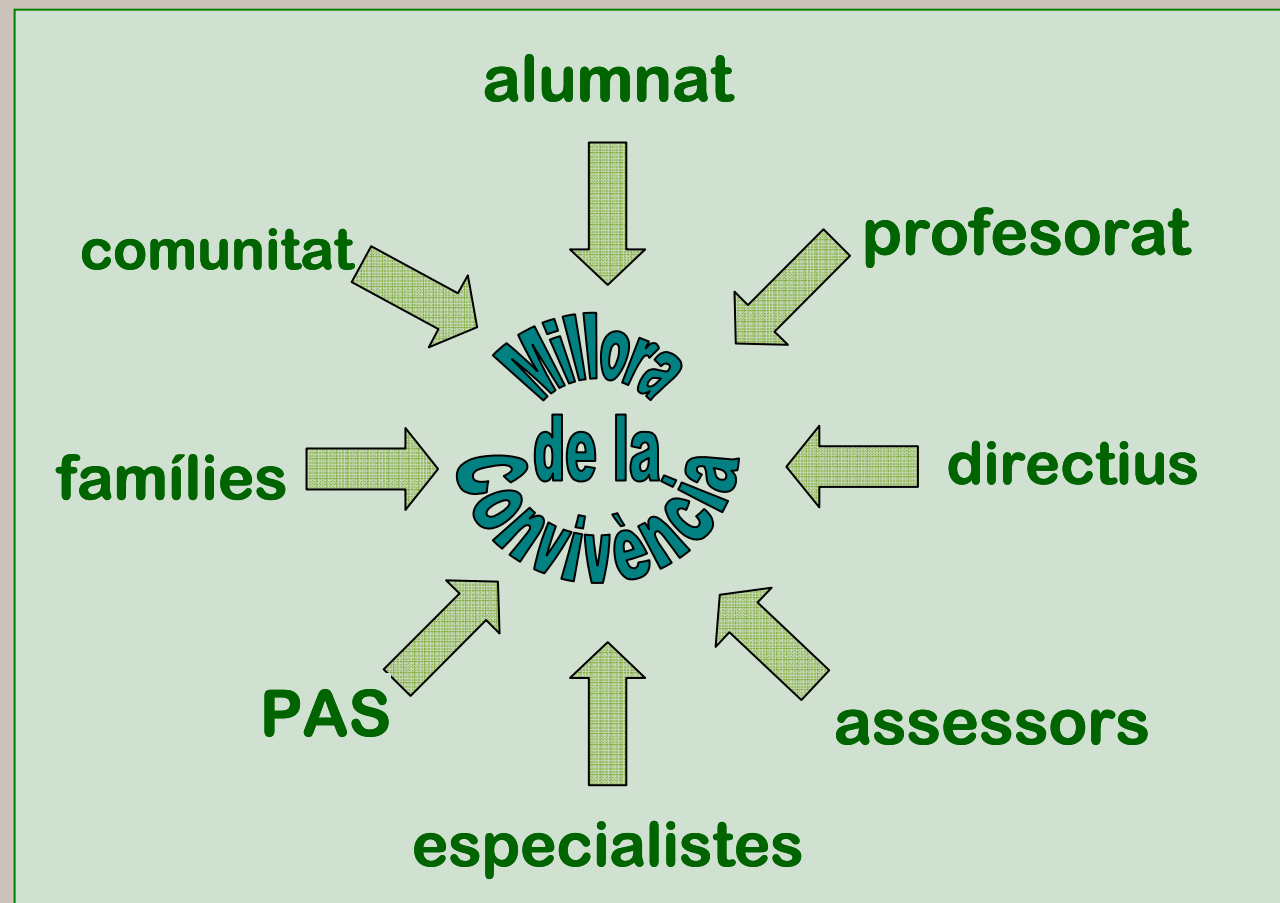 alumnat
profesorat
comunitat
Millora
de la
Convivència
famílies
directius
PAS
assessors
especialistes